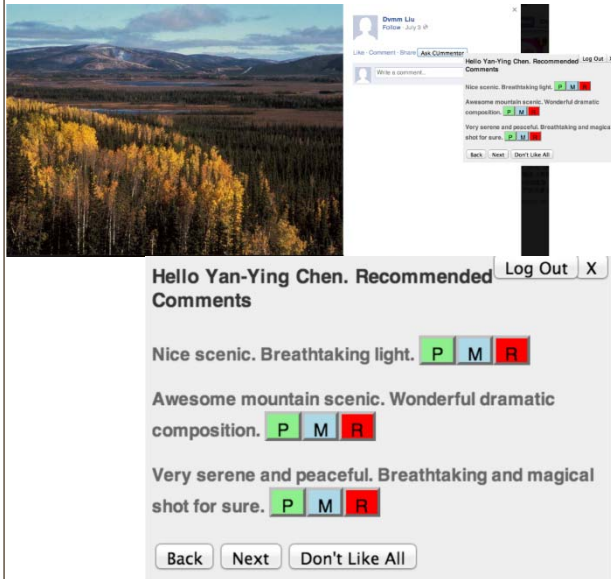 X
Dvmm Liu
Follow · July 3
Like · Comment · Share Ask CUmmenter
Write a comment...
Hello Yan-Ying Chen. Recommended Log Out
Comments
Nice scenic. Breathtaking light. P M R
Awesome mountain scenic. Wonderful dramatic
composition. P M R
Very serene and peaceful. Breathtaking and magical
shot for sure. P M R
Back Next Don't Like All
Hello Yan-Ying Chen. Recommended Log Out X
Comments
Nice scenic. Breathtaking light. P M R
Awesome mountain scenic. Wonderful dramatic
composition. P M R
Very serene and peaceful. Breathtaking and magical
shot for sure. P M R
Back Next Don't Like All